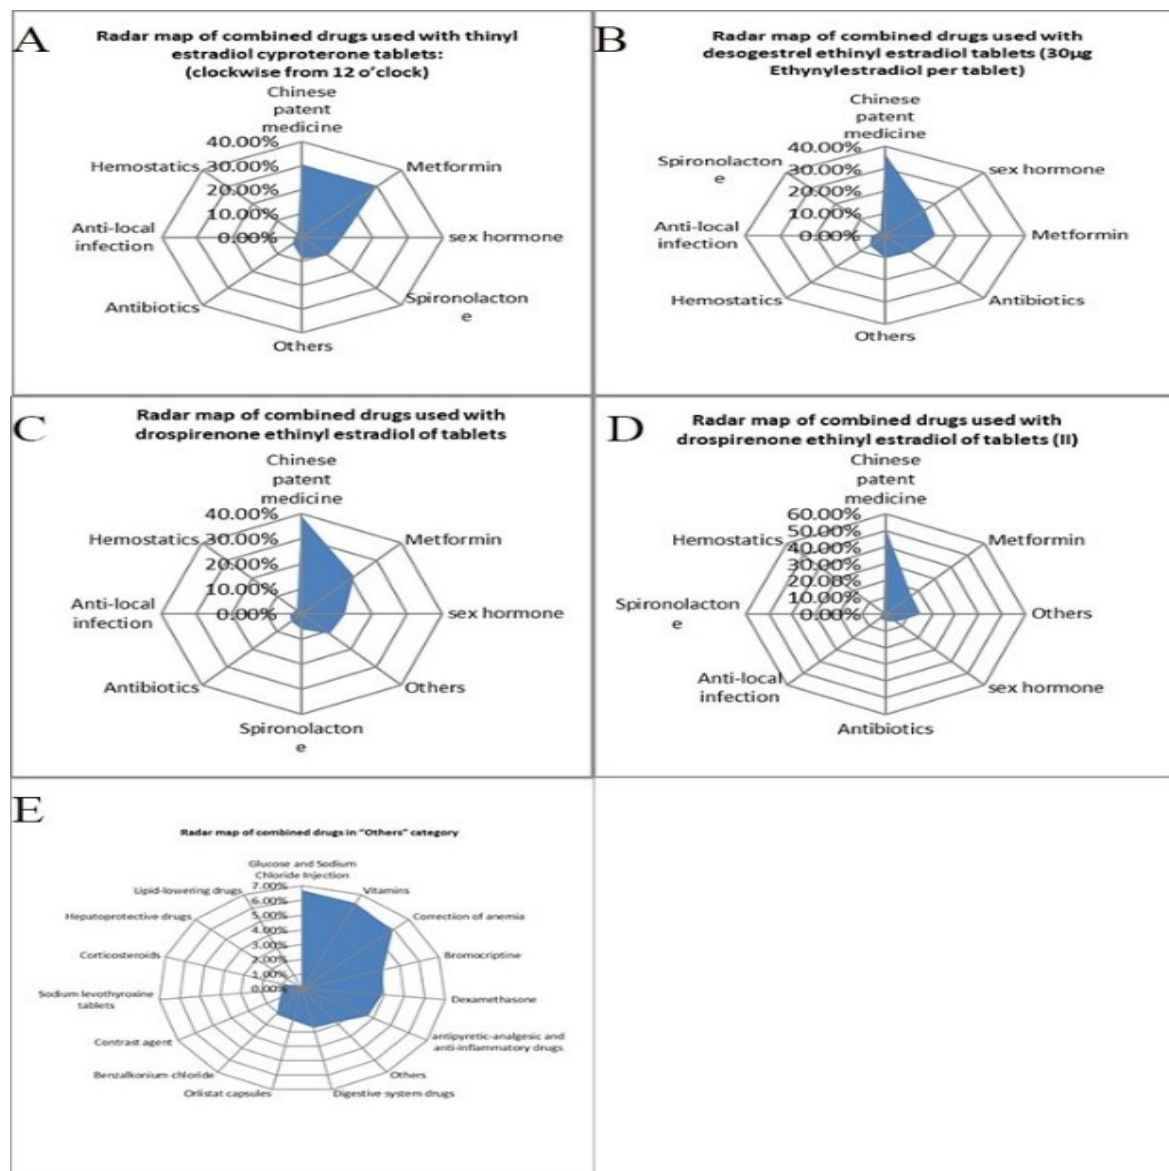 A
Radar map of combined drugs used with thinyl
estradiol cyproterone tablets:
(clockwise from 12 o'clock)
Chinese
patent
medicine
40.00%
30.00%
20.00%
10.00%
0.00%
Metformin
sex hormone
Spironolacton
e
Others
Antibiotics
Anti-local
infection
Hemostatics
B
Radar map of combined drugs used with
desogestrel ethinyl estradiol tablets (30μg
Ethynylestradiol per tablet)
Chinese
patent
medicine
40.00%
30.00%
20.00%
10.00%
0.00%
sex hormone
Metformin
Antibiotics
Others
Hemostatics
Anti-local
infection
Spironolacton
e
C
Radar map of combined drugs used with
drospirenone ethinyl estradiol of tablets
Chinese
patent
medicine
40.00%
30.00%
20.00%
10.00%
0.00%
Metformin
sex hormone
Others
Spironolacton
e
Antibiotics
Anti-local
infection
Hemostatics
D
Radar map of combined drugs used with
drospirenone ethinyl estradiol of tablets (II)
Chinese
patent
medicine
60.00%
50.00%
40.00%
30.00%
20.00%
10.00%
0.00%
Metformin
Others
sex hormone
Antibiotics
Anti-local
infection
Spironolacton
e
Hemostatics
E
Radar map of combined drugs in "Others" category
Glucose and Sodium
Chloride Injection
7.00%
6.00%
5.00%
4.00%
3.00%
2.00%
1.00%
0.00%
Vitamins
Correction of anemia
Bromocriptine
Dexamethasone
antipyretic-analgesic and
anti-inflammatory drugs
Others
Digestive system drugs
Orlistat capsules
Benzalkonium chloride
Contrast agent
Sodium levothyroxine
tablets
Corticosteroids
Hepatoprotective drugs
Lipid-lowering drugs